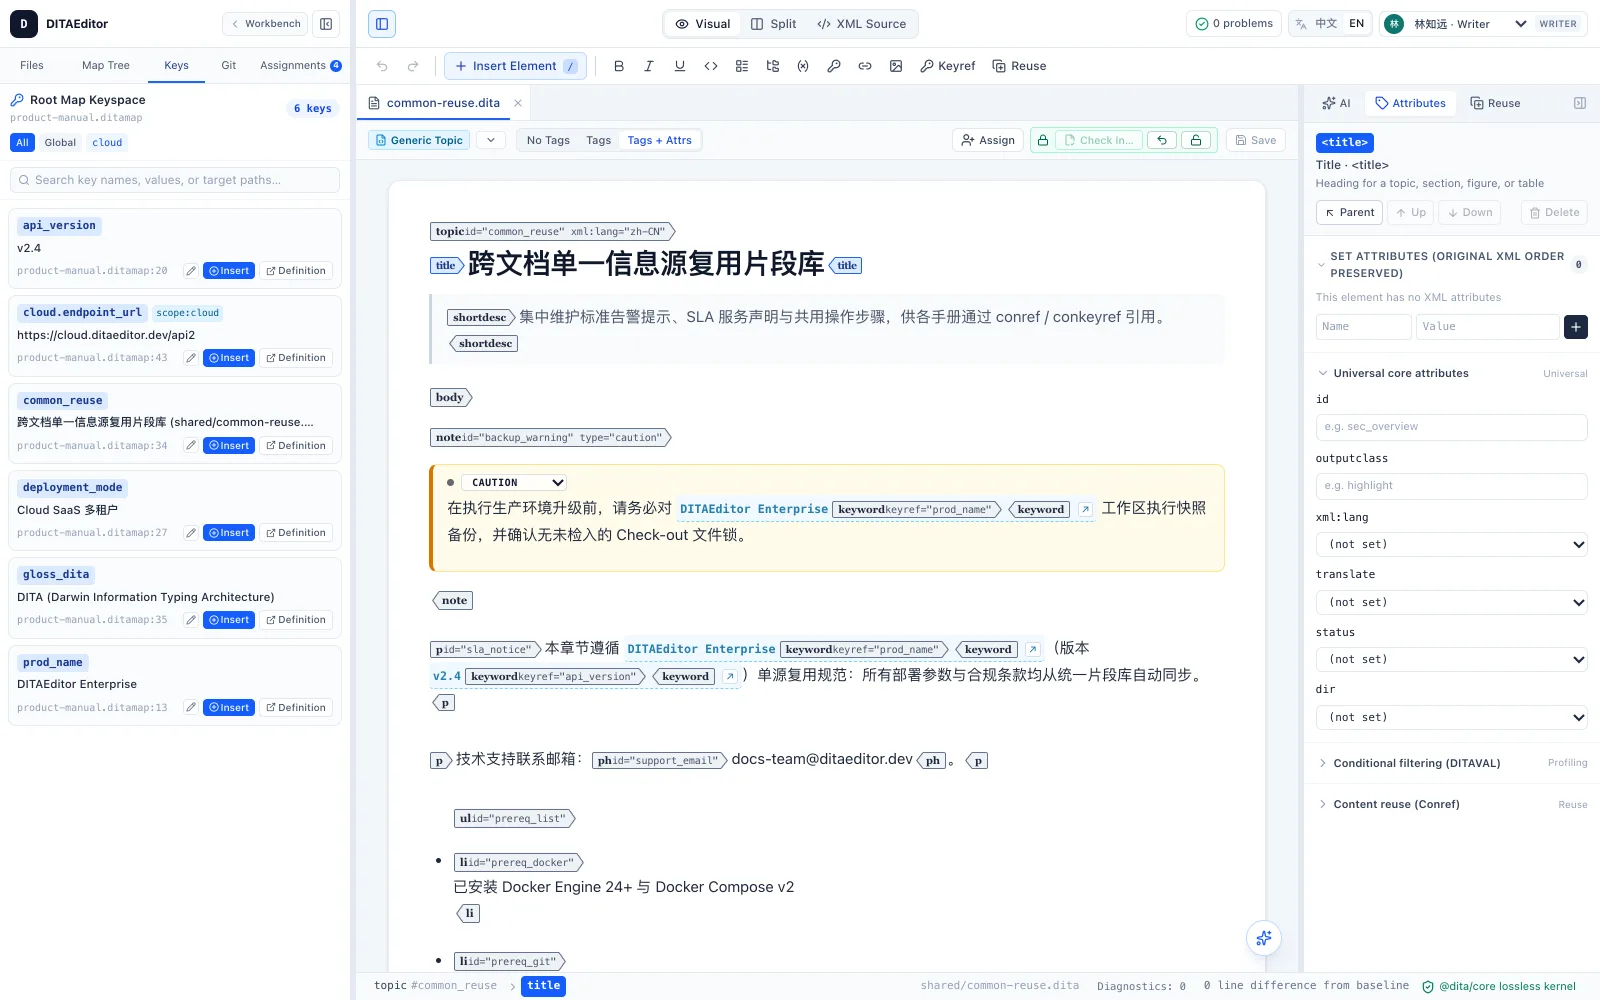 D DITAEditor Workbench
Visual Split XML Source
0 problems 中文 EN 林 林知远 · Writer WRITER
Files Map Tree Keys Git Assignments 4
Insert Element / B I U Keyref Reuse
Root Map Keyspace
product-manual.ditamap
6 keys
All Global cloud
Search key names, values, or target paths...
api_version
v2.4
product-manual.ditamap:20 Insert Definition
cloud.endpoint_url scope:cloud
https://cloud.ditaeditor.dev/api2
product-manual.ditamap:43 Insert Definition
common_reuse
跨文档单一信息源复用片段库 (shared/common-reuse....
product-manual.ditamap:34 Insert Definition
deployment_mode
Cloud SaaS 多租户
product-manual.ditamap:27 Insert Definition
gloss_dita
DITA (Darwin Information Typing Architecture)
product-manual.ditamap:35 Insert Definition
prod_name
DITAEditor Enterprise
product-manual.ditamap:13 Insert Definition
common-reuse.dita
Generic Topic No Tags Tags Tags + Attrs Assign Check In... Save
topic id="common_reuse" xml:lang="zh-CN"
title 跨文档单一信息源复用片段库 title
shortdesc 集中维护标准告警提示、SLA 服务声明与共用操作步骤，供各手册通过 conref / conkeyref 引用。
shortdesc
body
note id="backup_warning" type="caution"
CAUTION
在执行生产环境升级前，请务必对 DITAEditor Enterprise keyword keyref="prod_name" keyword 工作区执行快照
备份，并确认无未检入的 Check-out 文件锁。
note
p id="sla_notice" 本章节遵循 DITAEditor Enterprise keyword keyref="prod_name" keyword （版本
v2.4 keyword keyref="api_version" keyword ）单源复用规范：所有部署参数与合规条款均从统一片段库自动同步。
p
p 技术支持联系邮箱： ph id="support_email" docs-team@ditaeditor.dev ph 。 p
ul id="prereq_list"
li id="prereq_docker"
已安装 Docker Engine 24+ 与 Docker Compose v2
li
li id="prereq_git"
AI Attributes Reuse
<title>
Title · <title>
Heading for a topic, section, figure, or table
Parent Up Down Delete
SET ATTRIBUTES (ORIGINAL XML ORDER PRESERVED) 0
This element has no XML attributes
Name Value
Universal core attributes Universal
id
e.g. sec_overview
outputclass
e.g. highlight
xml:lang
(not set)
translate
(not set)
status
(not set)
dir
(not set)
Conditional filtering (DITAVAL) Profiling
Content reuse (Conref) Reuse
topic #common_reuse title
shared/common-reuse.dita Diagnostics: 0 0 line difference from baseline @dita/core lossless kernel